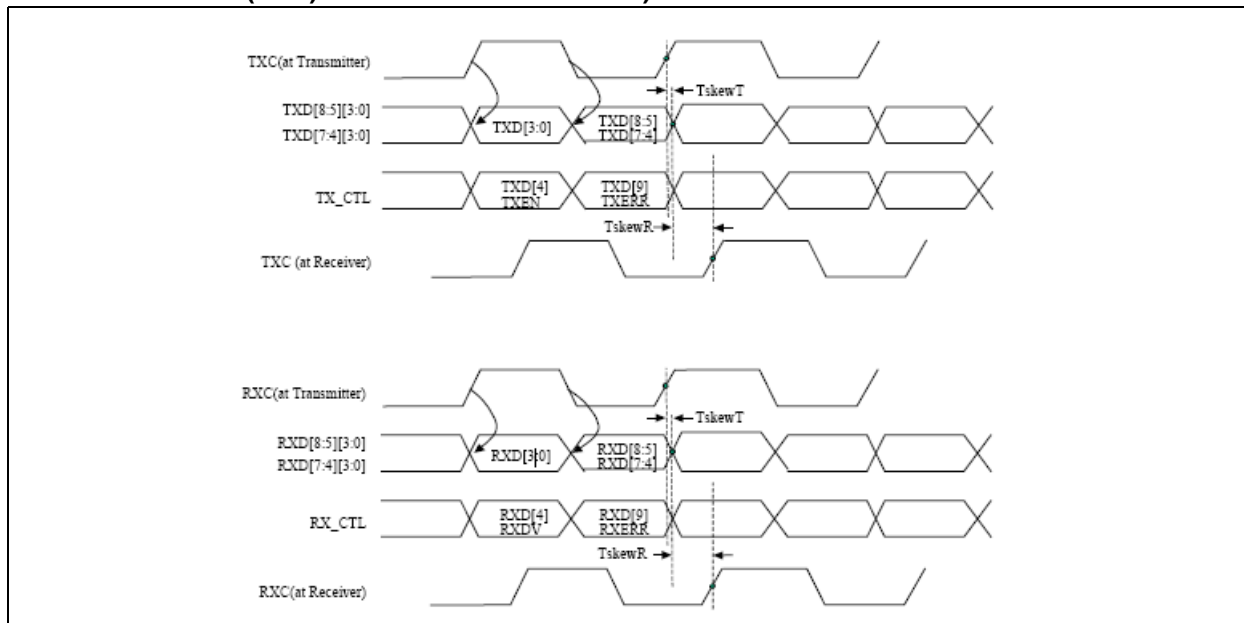 TXC(at Transmitter)
TskewT
TXD[8:5][3:0]
TXD[7:4][3:0]
TXD[3:0]
TXD[8:5]
TXD[7:4]
TX_CTL
TXD[4]
TXEN
TXD[9]
TXERR
TskewR
TXC (at Receiver)
RXC(at Transmitter)
TskewT
RXD[8:5][3:0]
RXD[7:4][3:0]
RXD[3:0]
RXD[8:5]
RXD[7:4]
RX_CTL
RXD[4]
RXDV
RXD[9]
RXERR
TskewR
RXC(at Receiver)